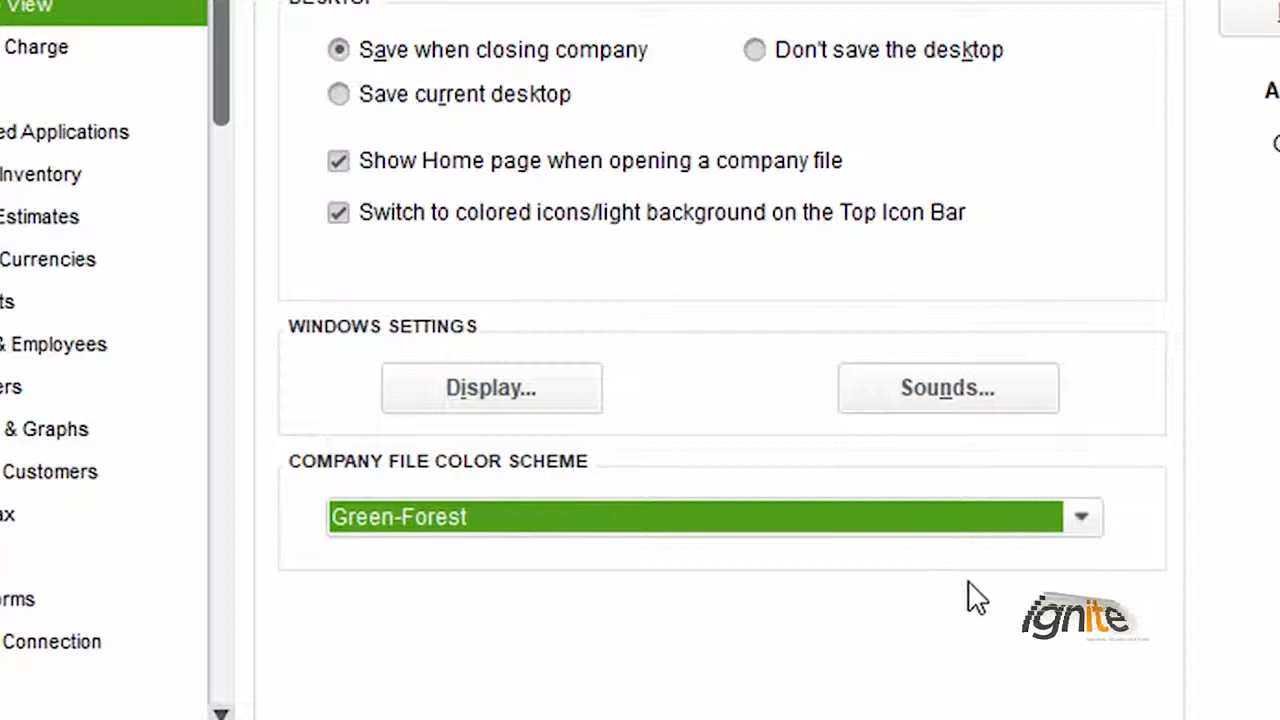 View
Charge
ed Applications
Inventory
Estimates
Currencies
ts
& Employees
ers
& Graphs
Customers
ax
orms
Connection
DESKTOP
Save when closing company
Don't save the desktop
Save current desktop
Show Home page when opening a company file
Switch to colored icons/light background on the Top Icon Bar
WINDOWS SETTINGS
Display...
Sounds...
COMPANY FILE COLOR SCHEME
Green-Forest
ignite
A